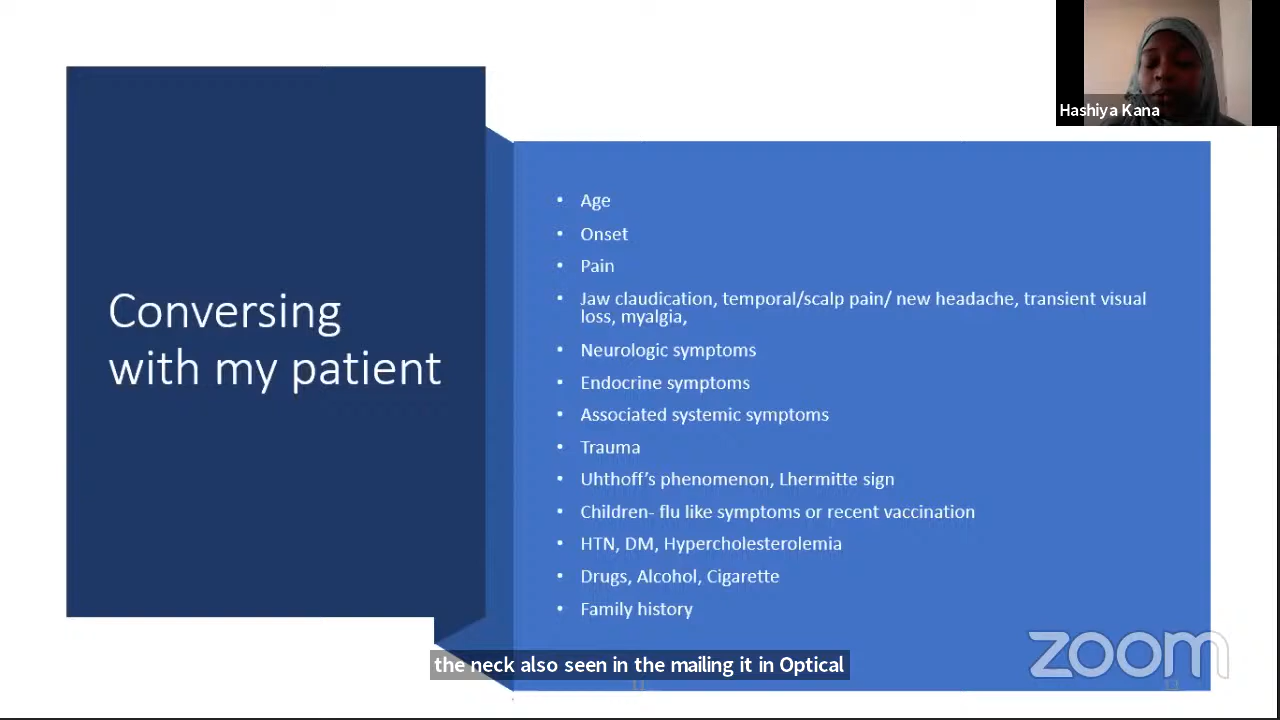 Hashiya Kana
Conversing
with my patient
• Age
• Onset
• Pain
• Jaw claudication, temporal/scalp pain/ new headache, transient visual
loss, myalgia,
• Neurologic symptoms
• Endocrine symptoms
• Associated systemic symptoms
• Trauma
• Uhthoff's phenomenon, Lhermitte sign
• Children- flu like symptoms or recent vaccination
• HTN, DM, Hypercholesterolemia
• Drugs, Alcohol, Cigarette
• Family history
the neck also seen in the mailing it in Optical
zoom